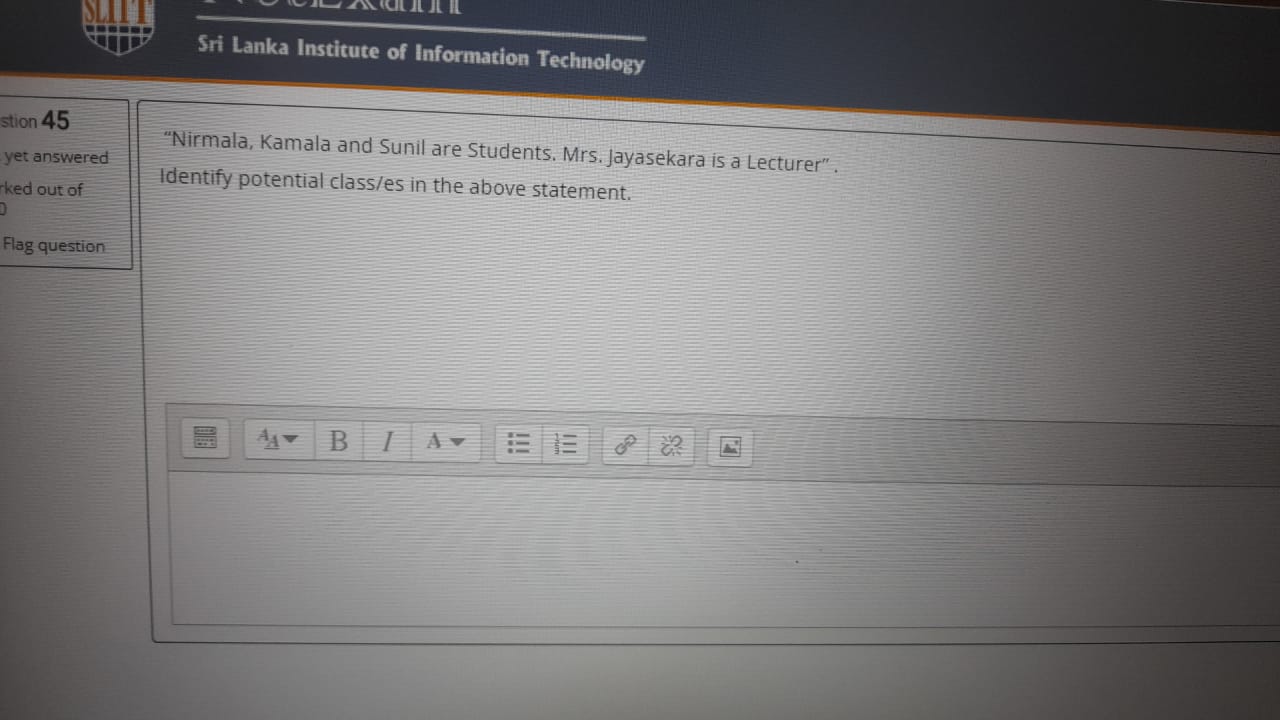 SLIIT
Sri Lanka Institute of Information Technology
stion 45
yet answered
rked out of
Flag question
“Nirmala, Kamala and Sunil are Students. Mrs. Jayasekara is a Lecturer” .
Identify potential class/es in the above statement.
B I A